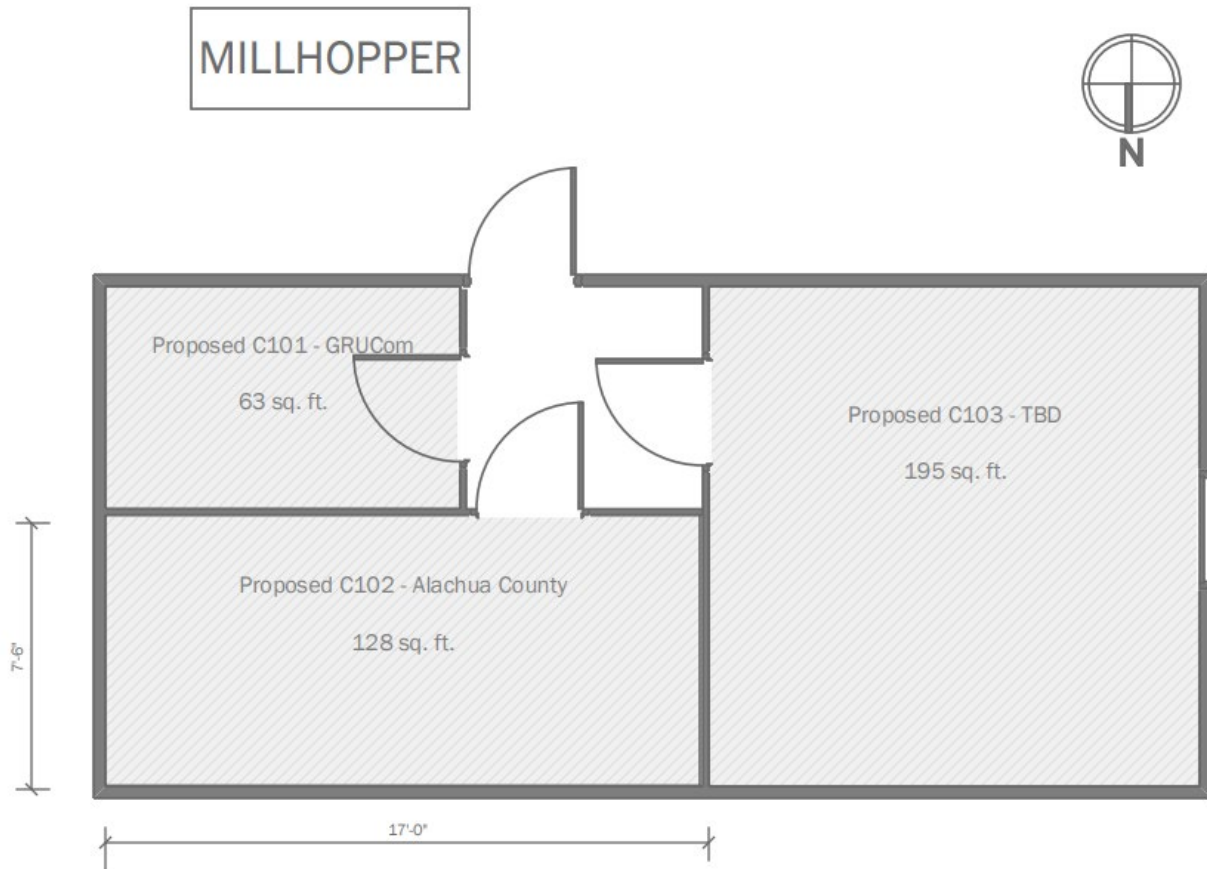 MILLHOPPER
N
Proposed C101 - GRUCom
63 sq. ft.
Proposed C103 - TBD
195 sq. ft.
Proposed C102 - Alachua County
128 sq. ft.
7'-6"
17'-0"